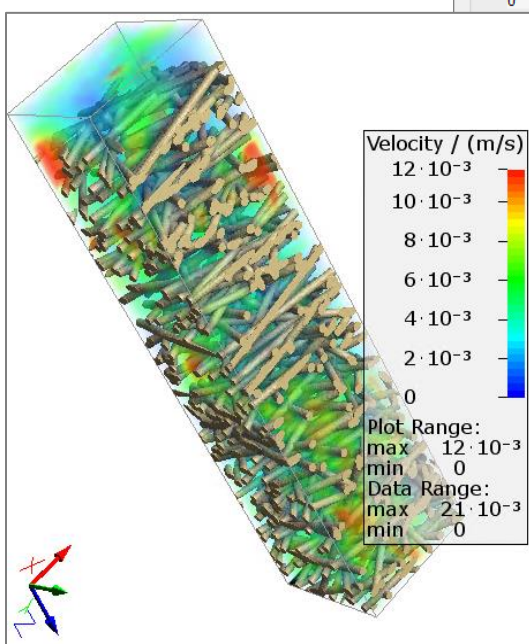 0
Velocity / (m/s)
12·10⁻³
10·10⁻³
8·10⁻³
6·10⁻³
4·10⁻³
2·10⁻³
0
Plot Range:
max 12·10⁻³
min 0
Data Range:
max 21·10⁻³
min 0
X
Y
Z